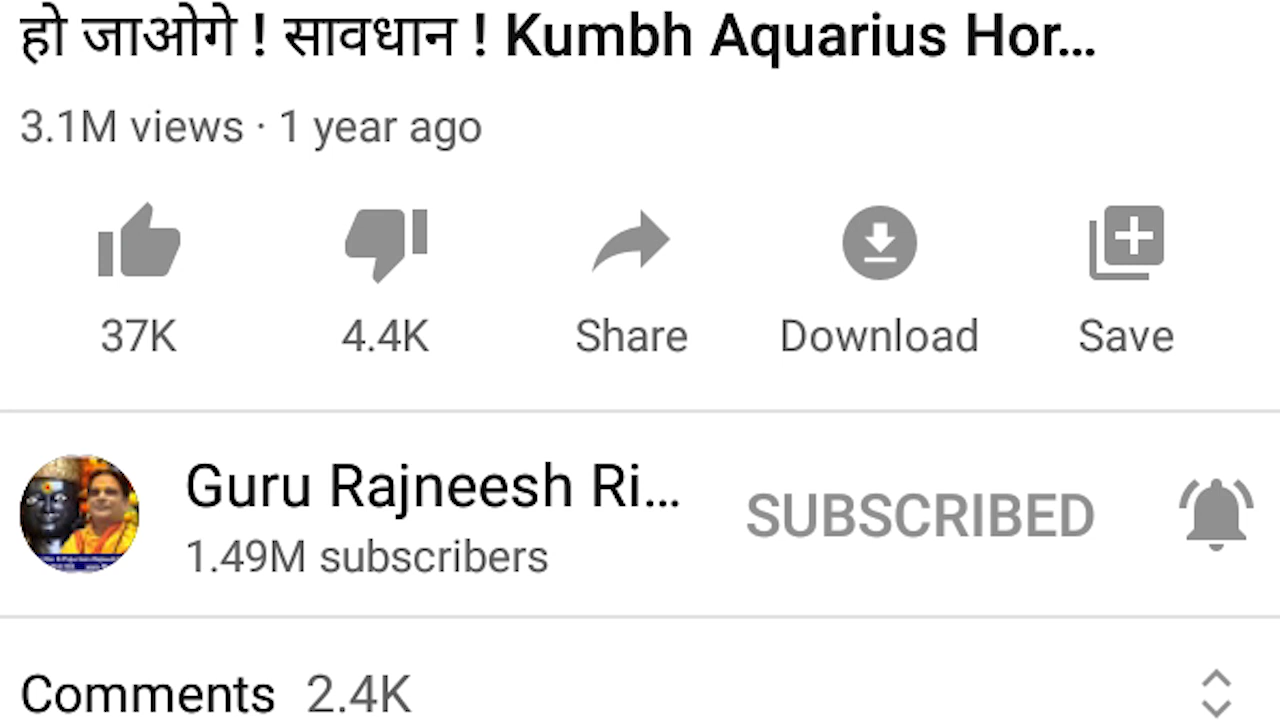 हो जाओगे ! सावधान ! Kumbh Aquarius Hor...
3.1M views · 1 year ago
37K
4.4K
Share
Download
Save
Guru Rajneesh Ri...
SUBSCRIBED
1.49M subscribers
Comments 2.4K